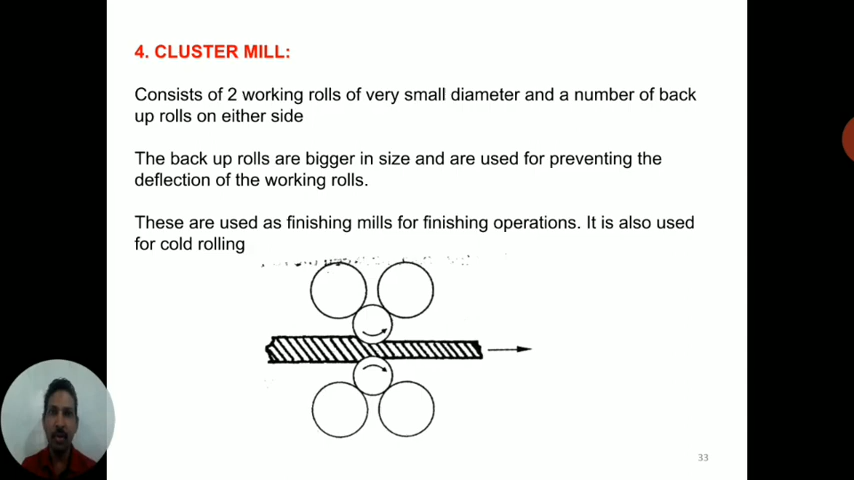 4. CLUSTER MILL:
Consists of 2 working rolls of very small diameter and a number of back
up rolls on either side
The back up rolls are bigger in size and are used for preventing the
deflection of the working rolls.
These are used as finishing mills for finishing operations. It is also used
for cold rolling
33